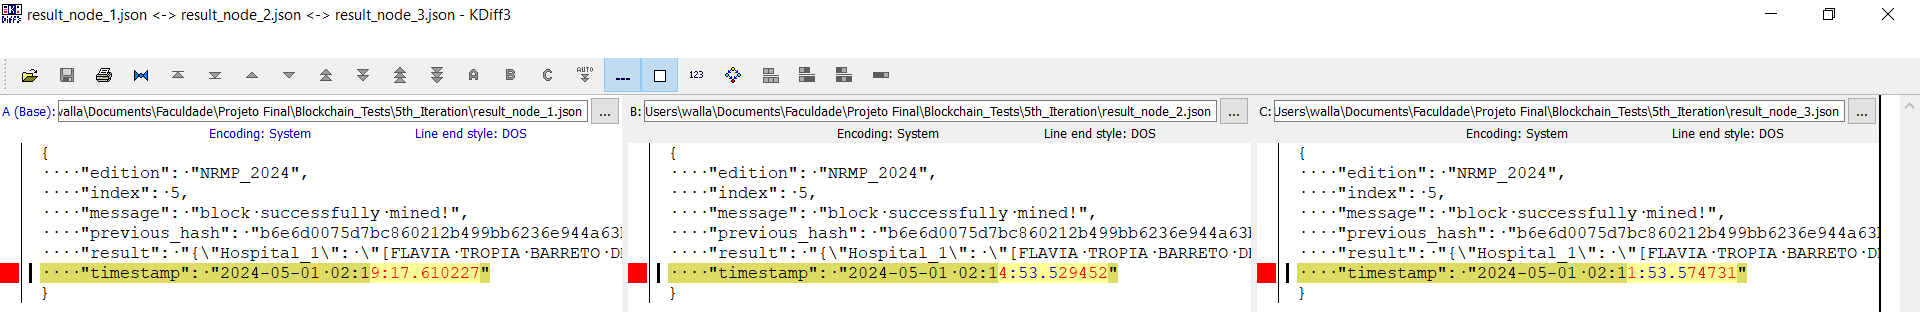 result_node_1.json <-> result_node_2.json <-> result_node_3.json - KDiff3
A B C AUTO 123
A (Base): valla\Documents\Faculdade\Projeto Final\Blockchain_Tests\5th_Iteration\result_node_1.json ...
Encoding: System Line end style: DOS
{
····"edition":·"NRMP_2024",
····"index":·5,
····"message":·"block·successfully·mined!",
····"previous_hash":·"b6e6d0075d7bc860212b499bb6236e944a63
····"result":·"{\"Hospital_1\":·\"[FLAVIA·TROPIA·BARRETO·D
····"timestamp":·"2024-05-01·02:19:17.610227"
}
B: Users\walla\Documents\Faculdade\Projeto Final\Blockchain_Tests\5th_Iteration\result_node_2.json ...
Encoding: System Line end style: DOS
{
····"edition":·"NRMP_2024",
····"index":·5,
····"message":·"block·successfully·mined!",
····"previous_hash":·"b6e6d0075d7bc860212b499bb6236e944a63
····"result":·"{\"Hospital_1\":·\"[FLAVIA·TROPIA·BARRETO·D
····"timestamp":·"2024-05-01·02:14:53.529452"
}
C: Users\walla\Documents\Faculdade\Projeto Final\Blockchain_Tests\5th_Iteration\result_node_3.json ...
Encoding: System Line end style: DOS
{
····"edition":·"NRMP_2024",
····"index":·5,
····"message":·"block·successfully·mined!",
····"previous_hash":·"b6e6d0075d7bc860212b499bb6236e944a63
····"result":·"{\"Hospital_1\":·\"[FLAVIA·TROPIA·BARRETO·D
····"timestamp":·"2024-05-01·02:11:53.574731"
}